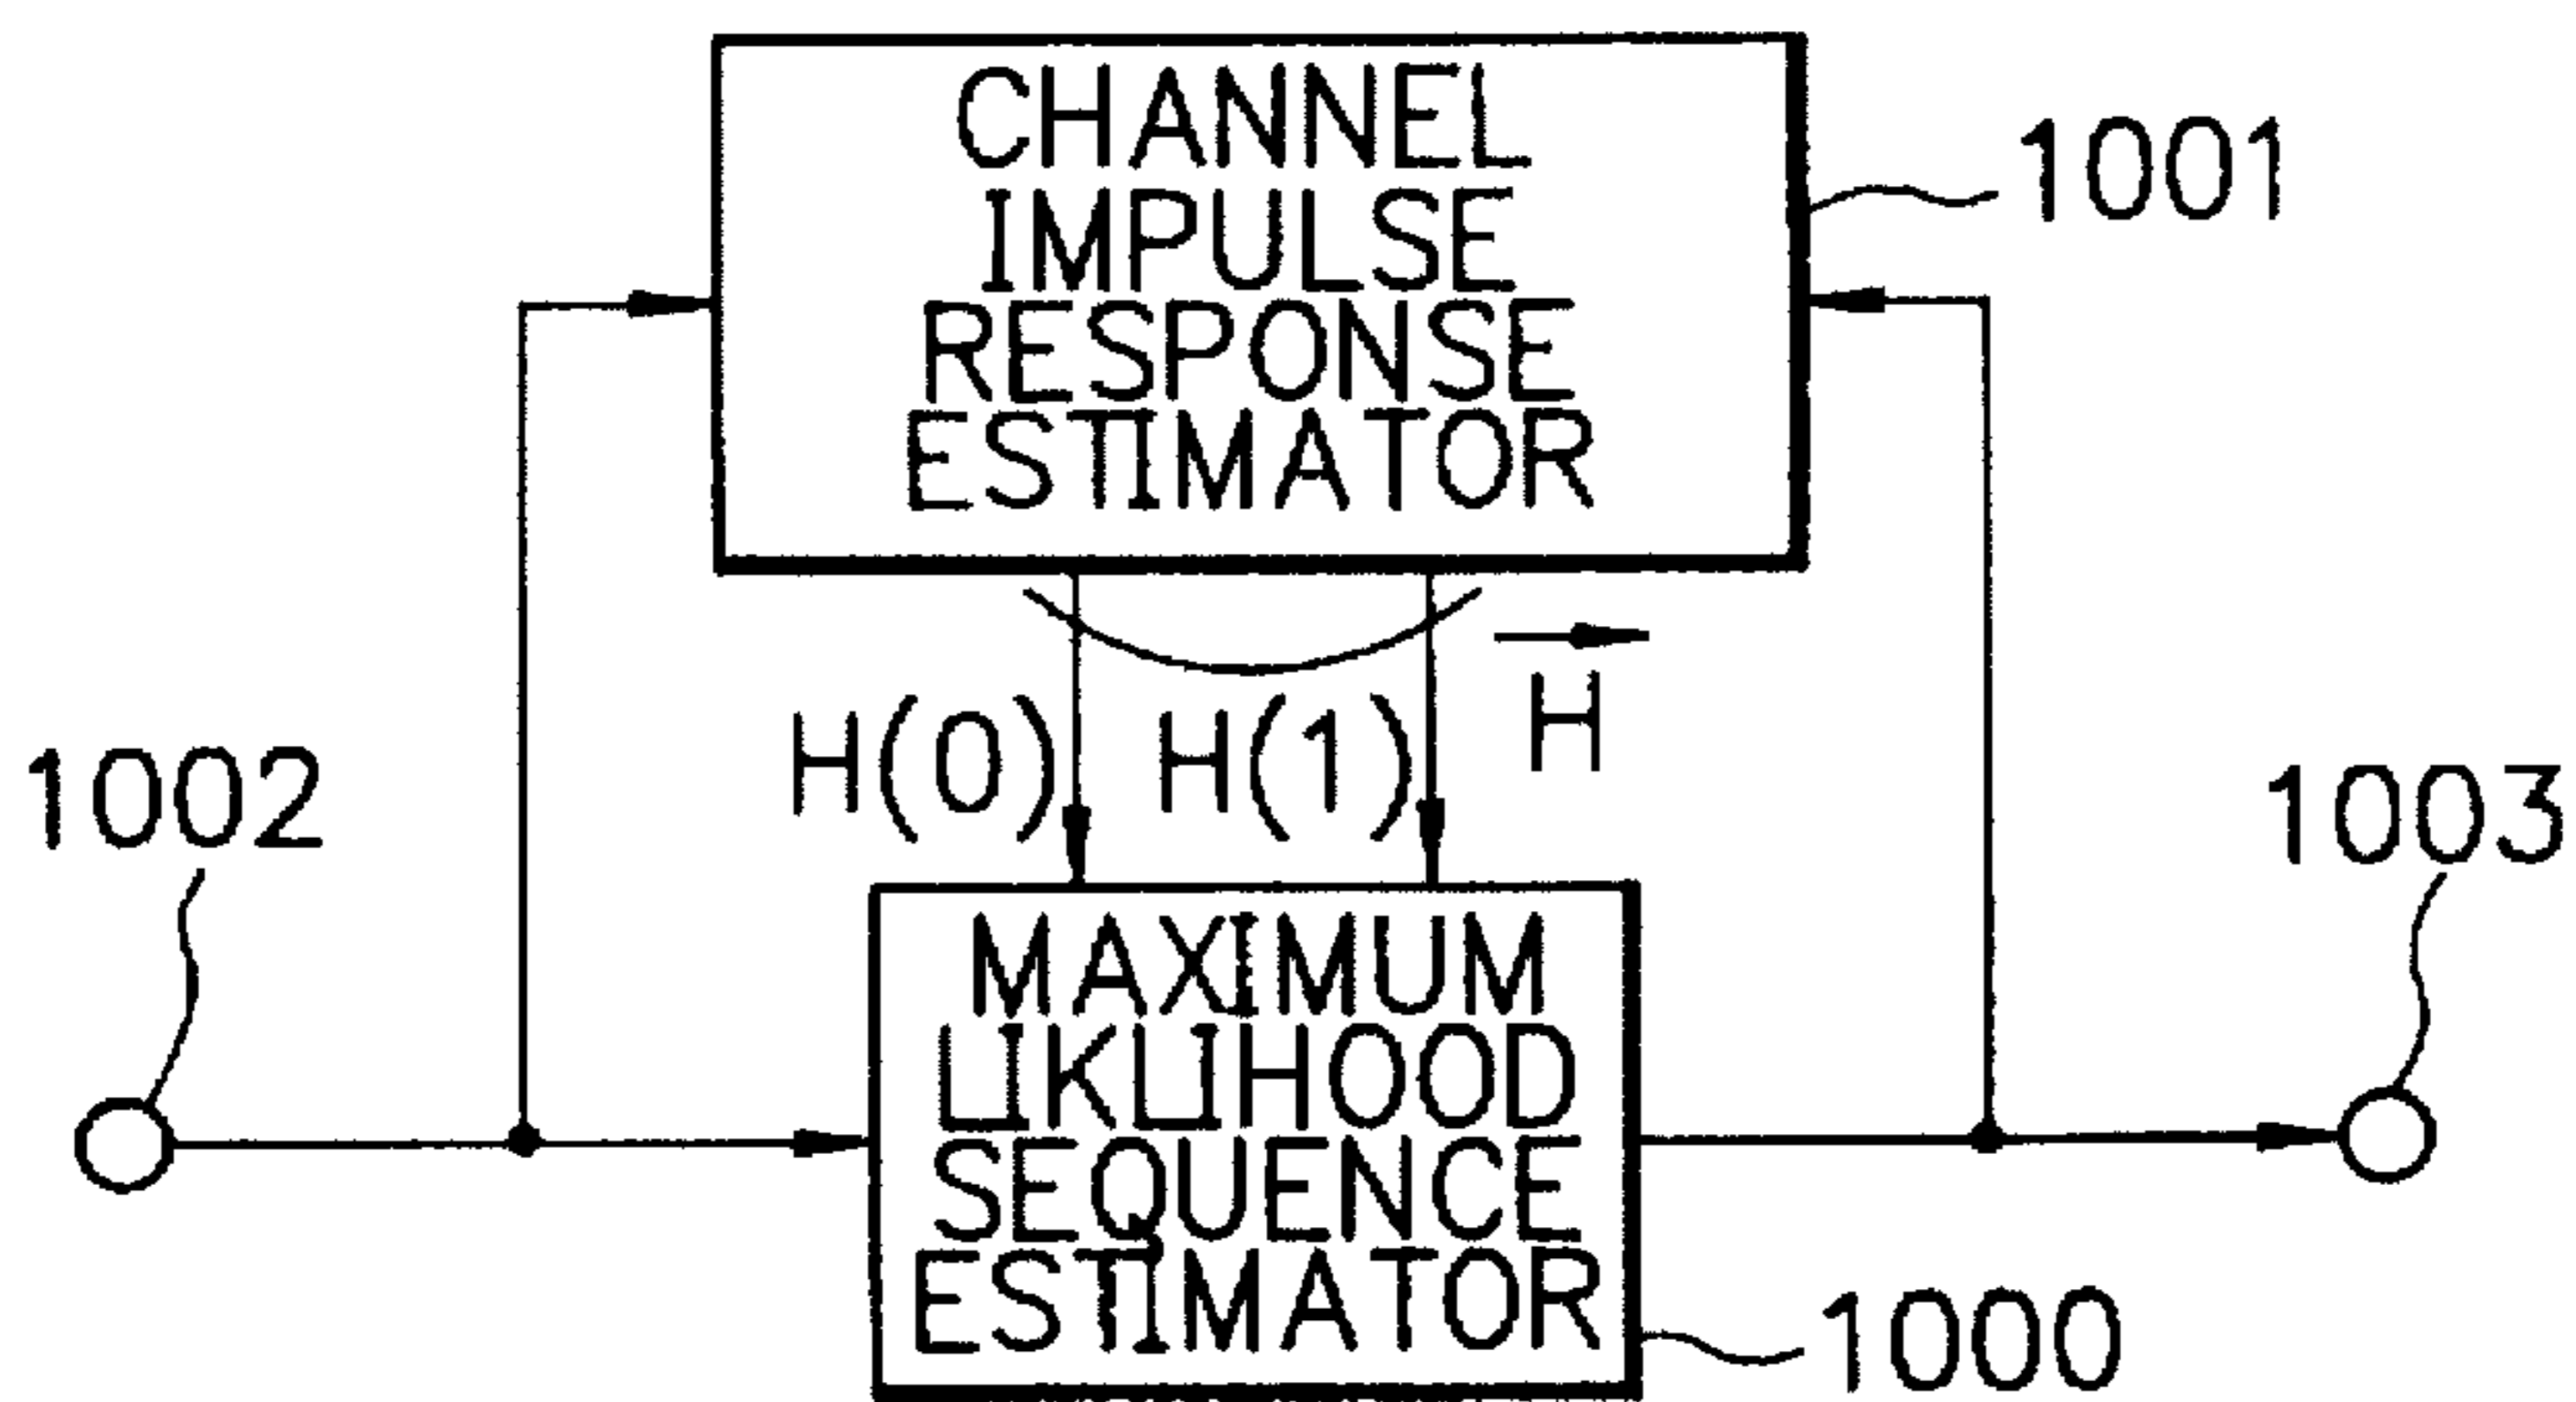 CHANNEL
IMPULSE
RESPONSE
ESTIMATOR
1001
H(0)
H(1)
H
1002
1003
MAXIMUM
LIKLIHOOD
SEQUENCE
ESTIMATOR
1000